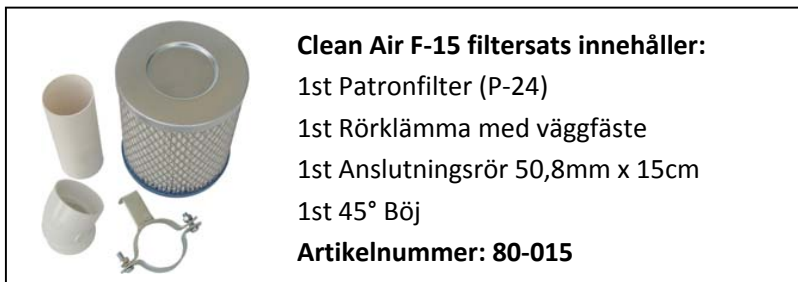 Clean Air F-15 filtersats innehåller:
1st Patronfilter (P-24)
1st Rörklämma med väggfäste
1st Anslutningsrör 50,8mm x 15cm
1st 45° Böj
Artikelnummer: 80-015